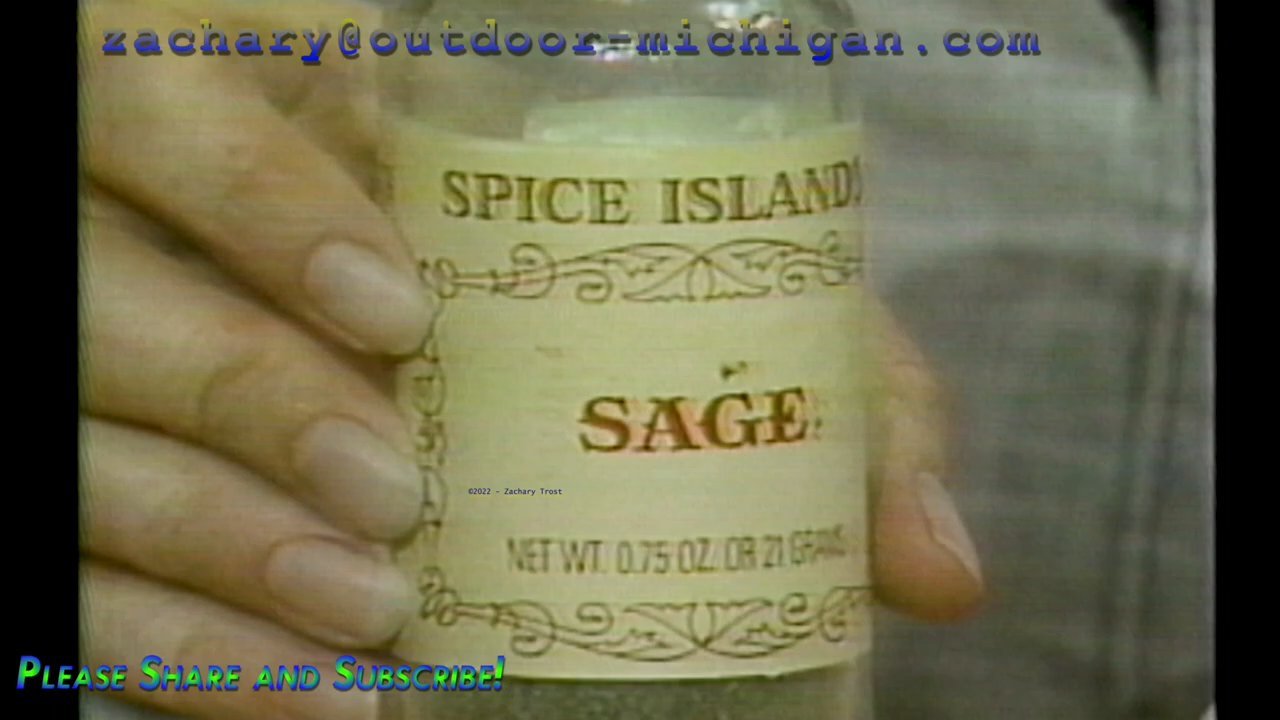 zachary@outdoor-michigan.com
SPICE ISLANDS
SAGE
©2022 - Zachary Trost
NET WT. 0.75 OZ. OR 21 GRAMS
PLEASE SHARE AND SUBSCRIBE!